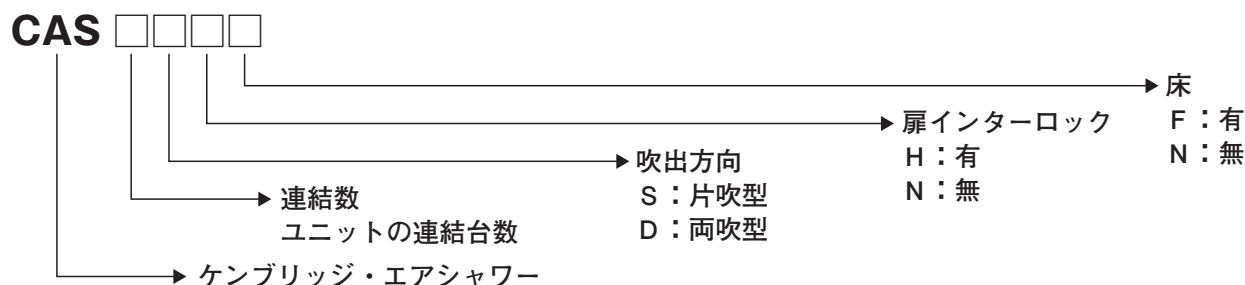 CAS □□□□
床
F：有
N：無
扉インターロック
H：有
N：無
吹出方向
S：片吹型
D：両吹型
連結数
ユニットの連結台数
ケンブリッジ・エアシャワー